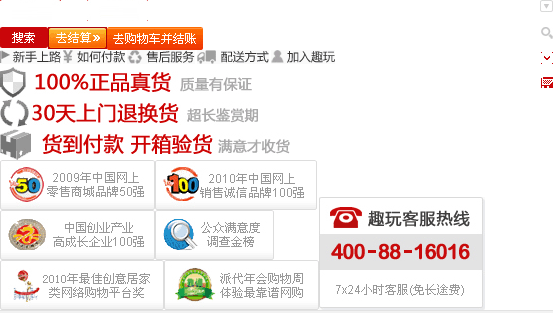 搜索 去结算» 去购物车并结账
新手上路 如何付款 售后服务 配送方式 加入趣玩
100%正品真货 质量有保证
30天上门退换货 超长鉴赏期
货到付款 开箱验货 满意才收货
50
2009年中国网上
零售商城品牌50强
100
2010年中国网上
销售诚信品牌100强
中国创业产业
高成长企业100强
公众满意度
调查金榜
2010年最佳创意居家
类网络购物平台奖
派代年会购物周
体验最靠谱网购
趣玩客服热线
400-88-16016
7x24小时客服(免长途费)